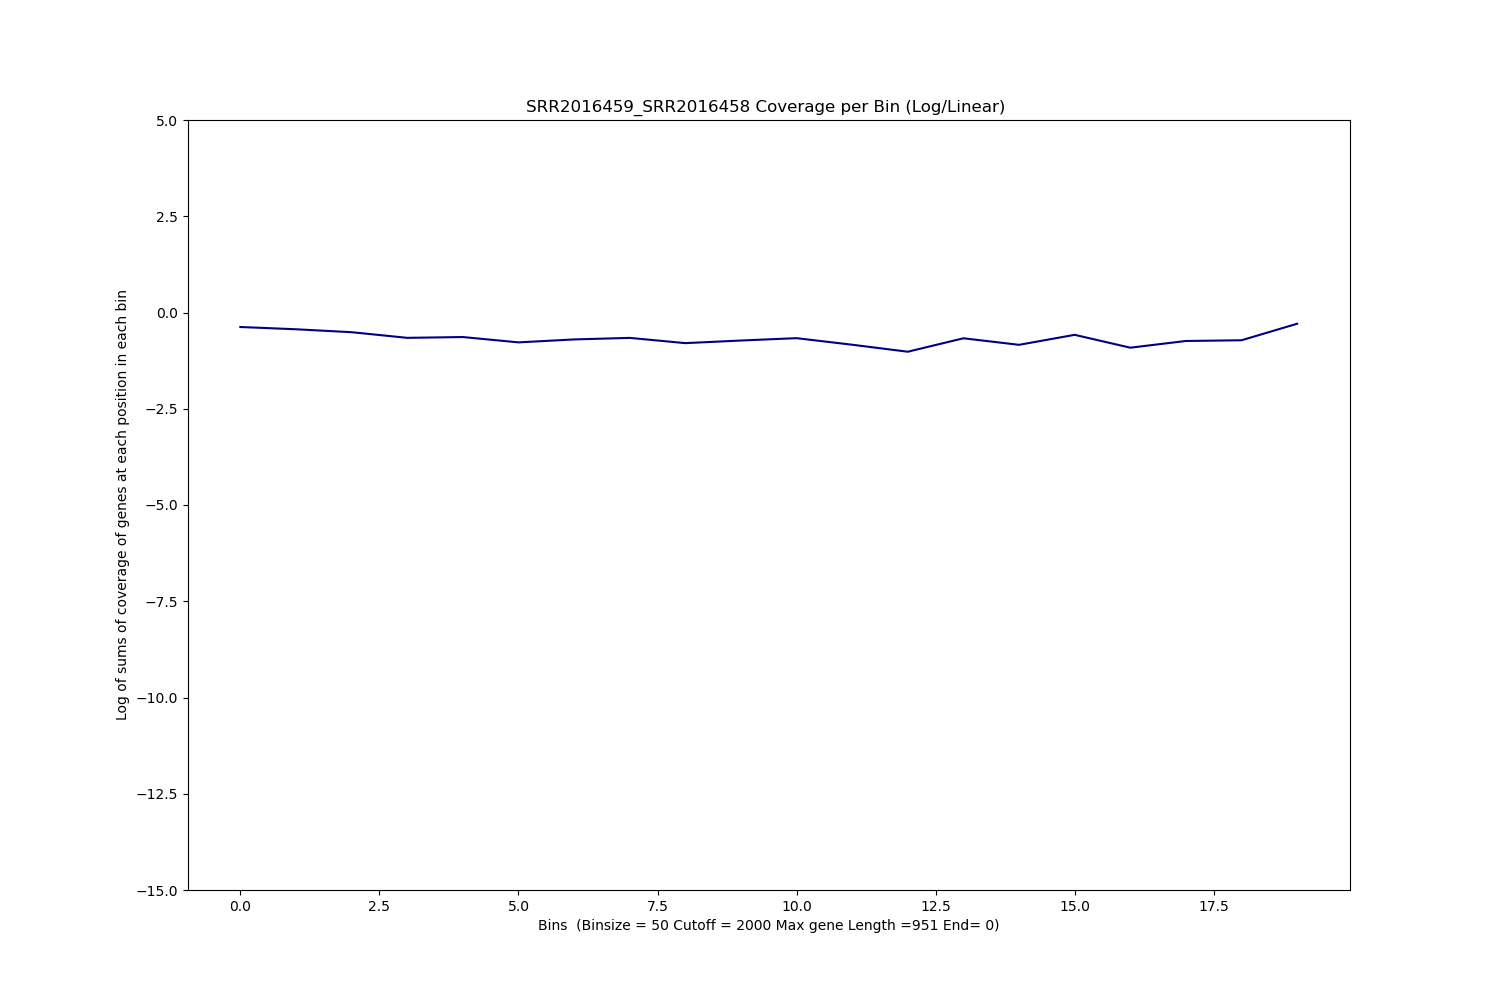 SRR2016459_SRR2016458 Coverage per Bin (Log/Linear)
5.0
2.5
0.0
−2.5
−5.0
−7.5
−10.0
−12.5
−15.0
Log of sums of coverage of genes at each position in each bin
0.0 2.5 5.0 7.5 10.0 12.5 15.0 17.5
Bins  (Binsize = 50 Cutoff = 2000 Max gene Length =951 End= 0)